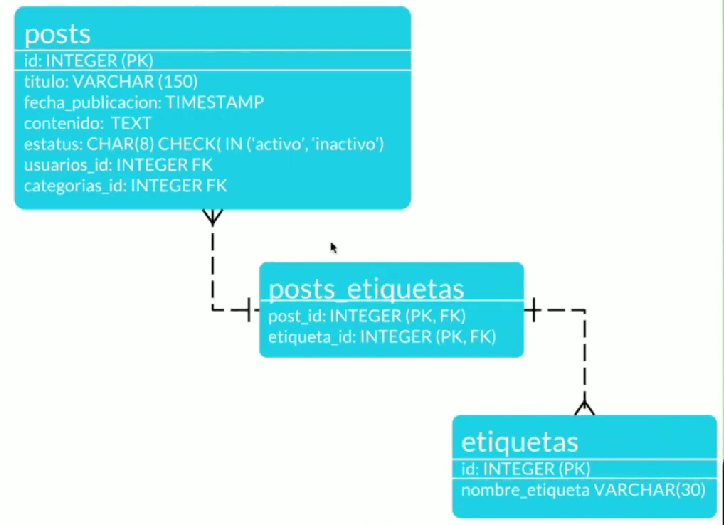 posts
id: INTEGER (PK)
titulo: VARCHAR (150)
fecha_publicacion: TIMESTAMP
contenido: TEXT
estatus: CHAR(8) CHECK( IN ('activo', 'inactivo')
usuarios_id: INTEGER FK
categorias_id: INTEGER FK
posts_etiquetas
post_id: INTEGER (PK, FK)
etiqueta_id: INTEGER (PK, FK)
etiquetas
id: INTEGER (PK)
nombre_etiqueta VARCHAR(30)